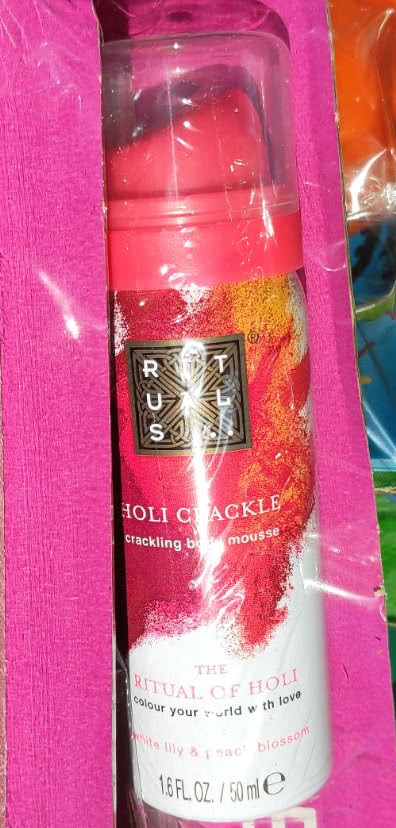 R I T
U A L
S...
®
HOLI CRACKLE
crackling body mousse
THE
RITUAL OF HOLI
colour your world with love
white lily & peach blossom
1.6 FL.OZ. / 50 ml ℮